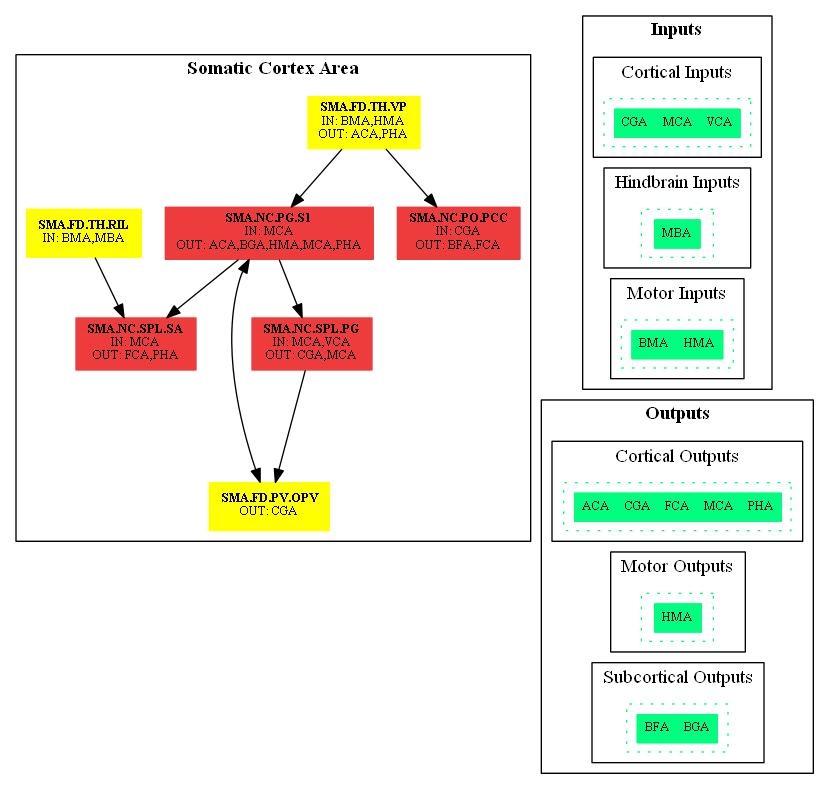 Somatic Cortex Area
SMA.FD.TH.VP
IN: BMA,HMA
OUT: ACA,PHA
SMA.FD.TH.RIL
IN: BMA,MBA
SMA.NC.PG.S1
IN: MCA
OUT: ACA,BGA,HMA,MCA,PHA
SMA.NC.PO.PCC
IN: CGA
OUT: BFA,FCA
SMA.NC.SPL.SA
IN: MCA
OUT: FCA,PHA
SMA.NC.SPL.PG
IN: MCA,VCA
OUT: CGA,MCA
SMA.FD.PV.OPV
OUT: CGA
Inputs
Cortical Inputs
CGA MCA VCA
Hindbrain Inputs
MBA
Motor Inputs
BMA HMA
Outputs
Cortical Outputs
ACA CGA FCA MCA PHA
Motor Outputs
HMA
Subcortical Outputs
BFA BGA